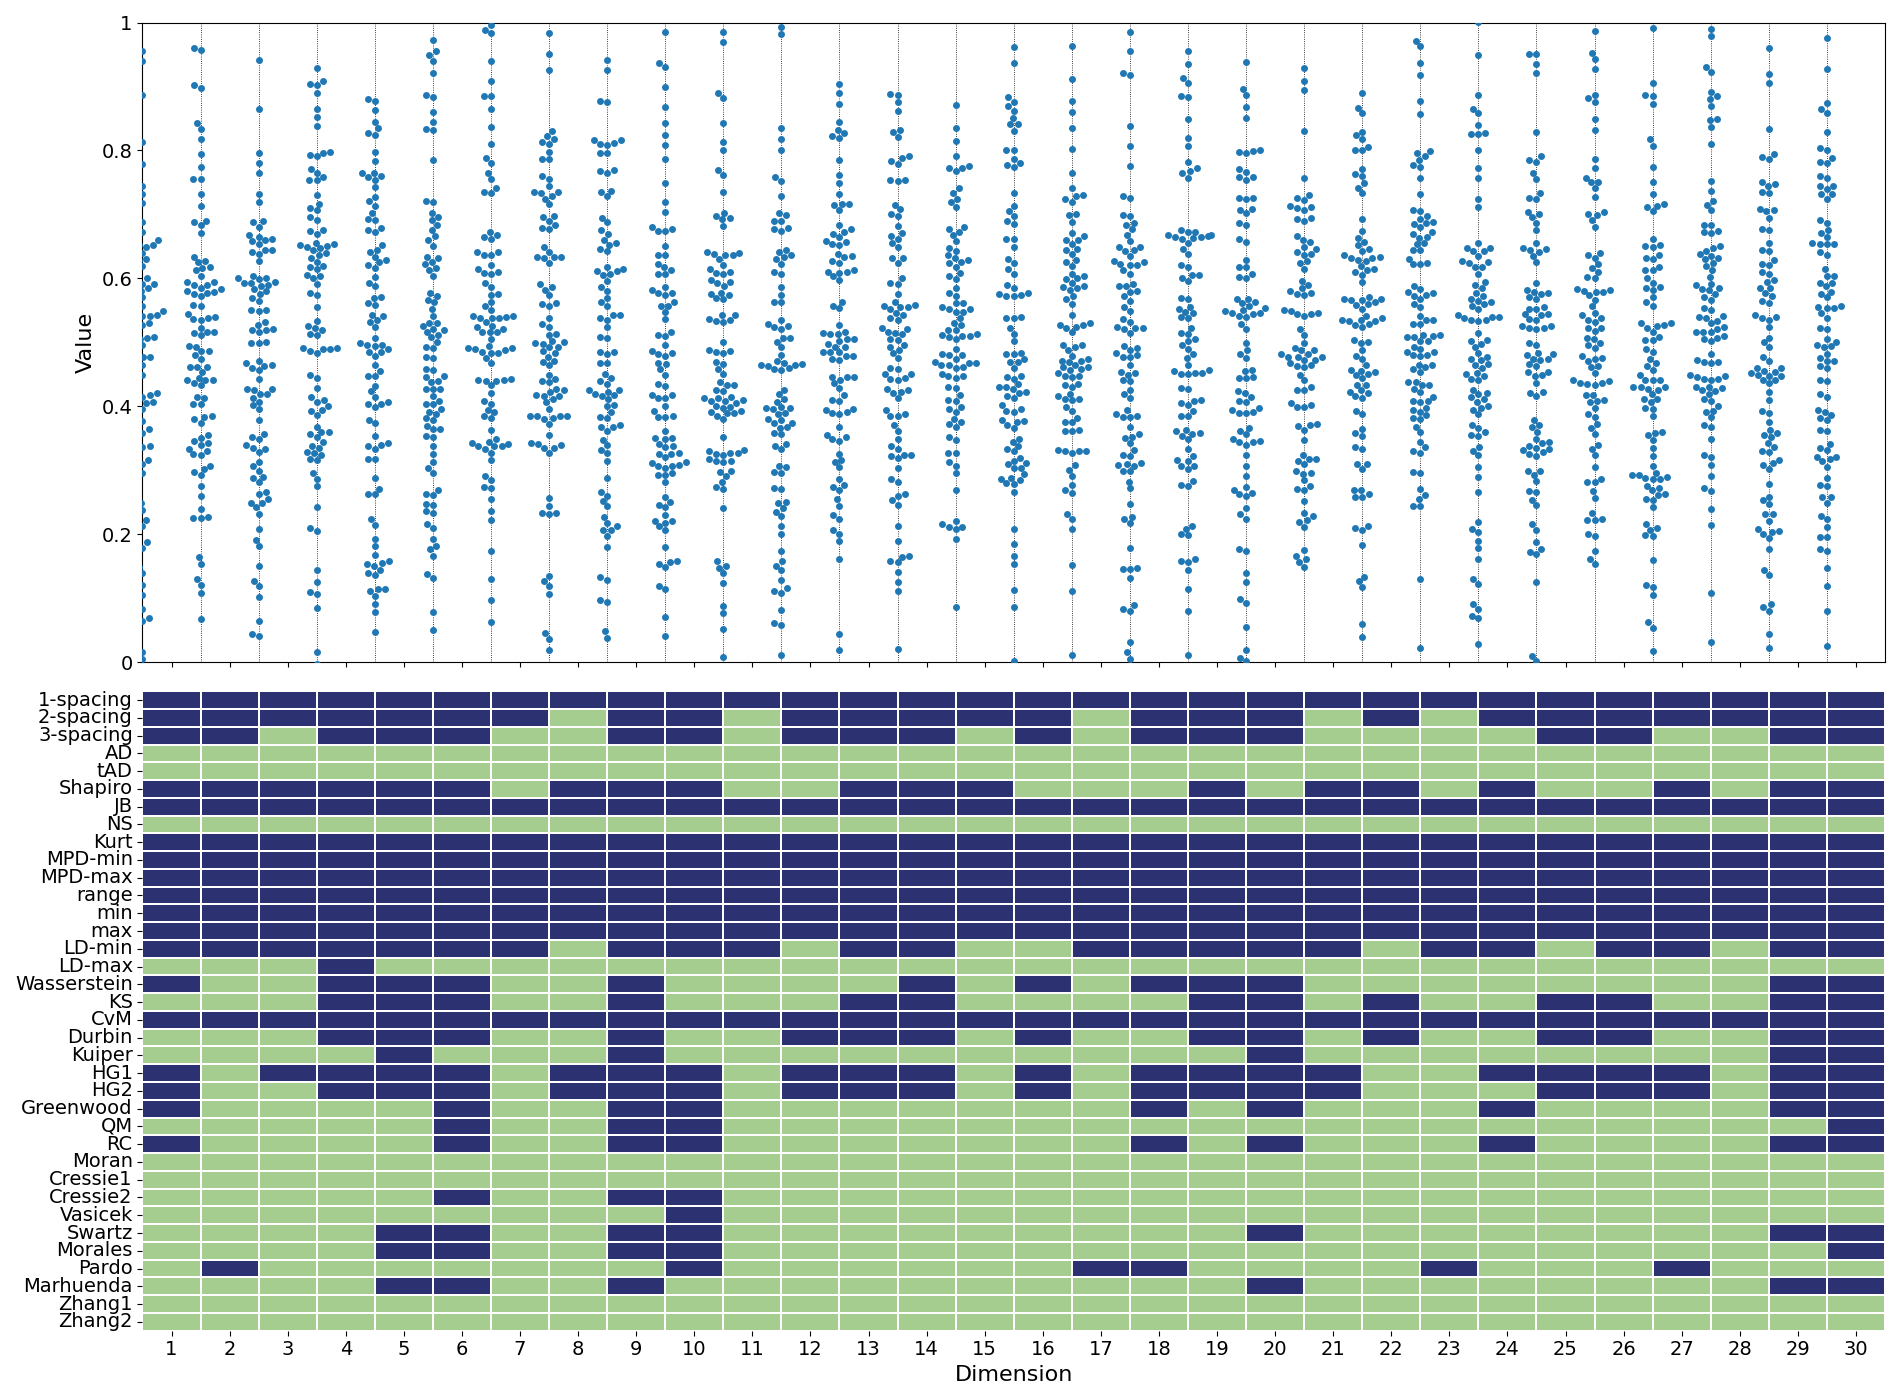 Value
1
0.8
0.6
0.4
0.2
0
1-spacing
2-spacing
3-spacing
AD
tAD
Shapiro
JB
NS
Kurt
MPD-min
MPD-max
range
min
max
LD-min
LD-max
Wasserstein
KS
CvM
Durbin
Kuiper
HG1
HG2
Greenwood
QM
RC
Moran
Cressie1
Cressie2
Vasicek
Swartz
Morales
Pardo
Marhuenda
Zhang1
Zhang2
1 2 3 4 5 6 7 8 9 10 11 12 13 14 15 16 17 18 19 20 21 22 23 24 25 26 27 28 29 30
Dimension